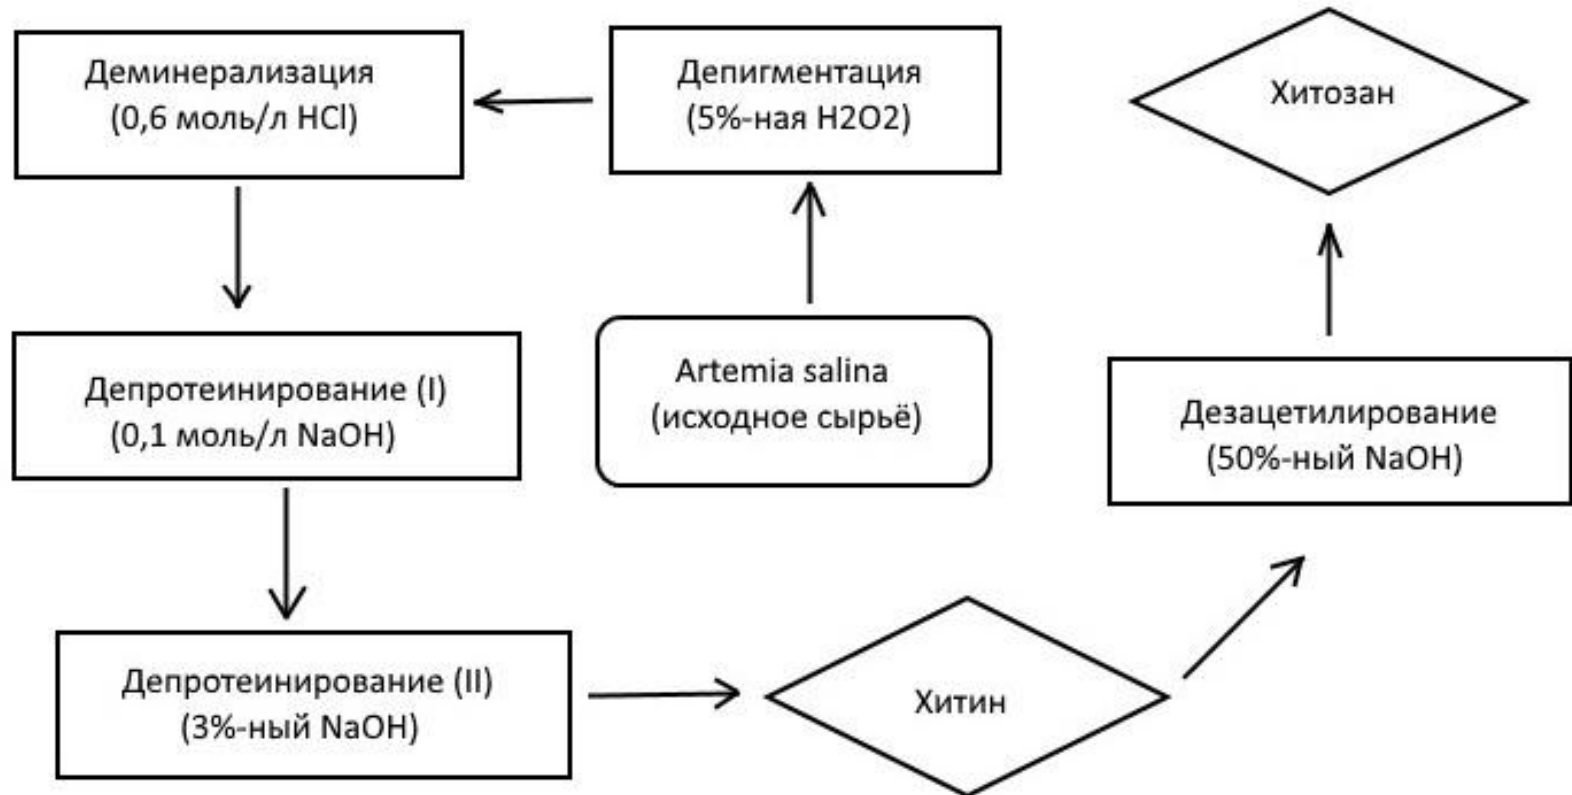 Деминерализация
(0,6 моль/л HCl)
Депигментация
(5%-ная H2O2)
Хитозан
Депротеинирование (I)
(0,1 моль/л NaOH)
Artemia salina
(исходное сырьё)
Дезацетилирование
(50%-ный NaOH)
Депротеинирование (II)
(3%-ный NaOH)
Хитин